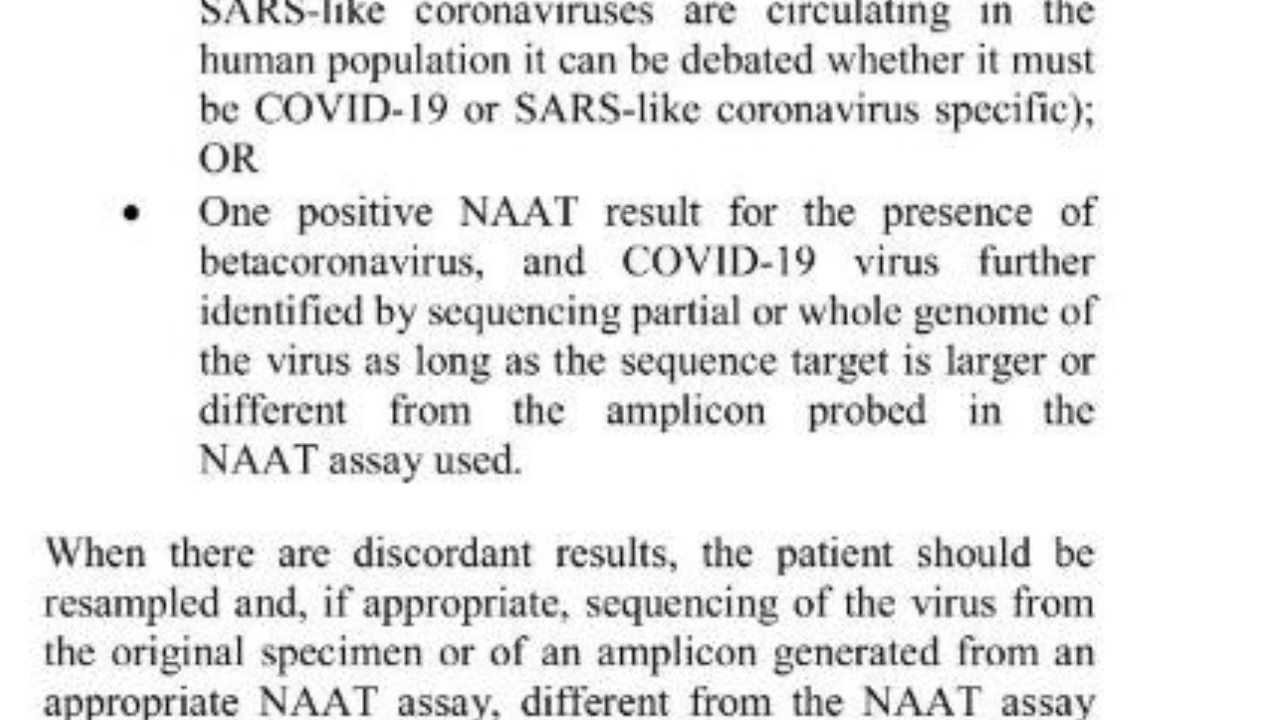 SARS-like coronaviruses are circulating in the
human population it can be debated whether it must
be COVID-19 or SARS-like coronavirus specific);
OR
• One positive NAAT result for the presence of
betacoronavirus, and COVID-19 virus further
identified by sequencing partial or whole genome of
the virus as long as the sequence target is larger or
different from the amplicon probed in the
NAAT assay used.
When there are discordant results, the patient should be
resampled and, if appropriate, sequencing of the virus from
the original specimen or of an amplicon generated from an
appropriate NAAT assay, different from the NAAT assay